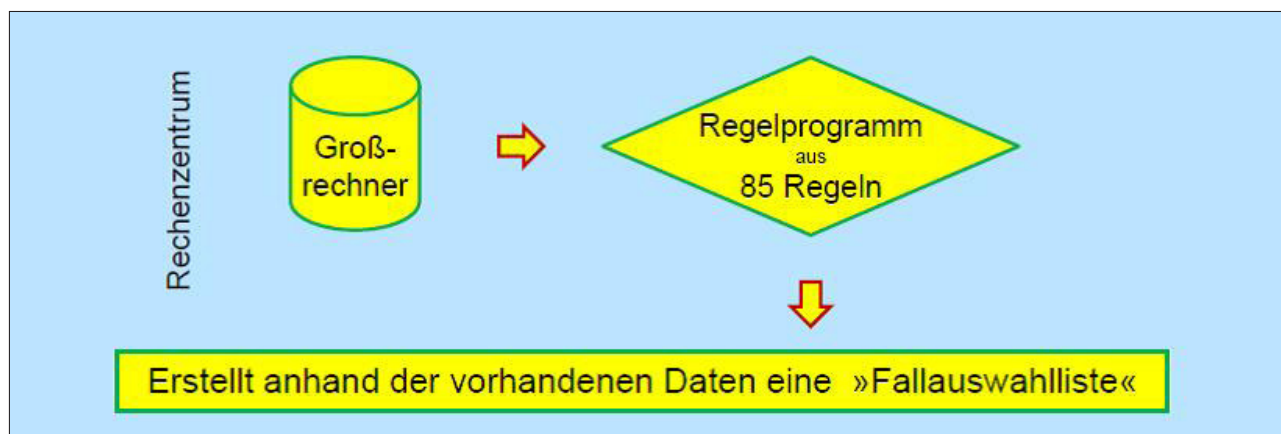 Rechenzentrum
Groß-
rechner
Regelprogramm
aus
85 Regeln
Erstellt anhand der vorhandenen Daten eine »Fallauswahlliste«